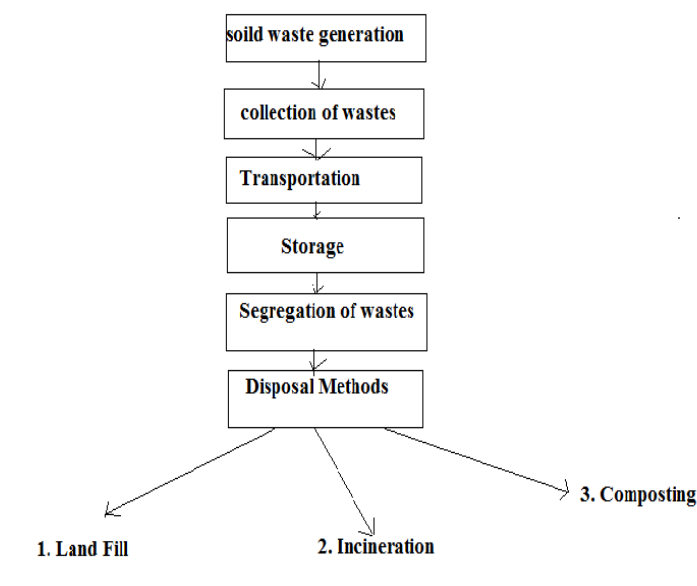 soild waste generation
collection of wastes
Transportation
Storage
Segregation of wastes
Disposal Methods
3. Composting
1. Land Fill
2. Incineration